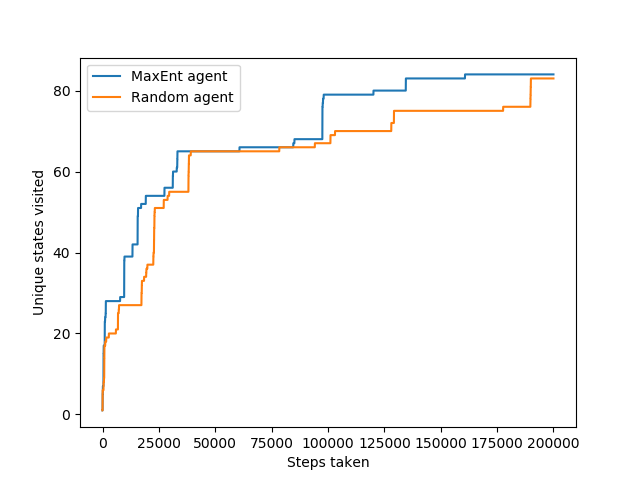 MaxEnt agent
Random agent
Unique states visited
80
60
40
20
0
0 25000 50000 75000 100000 125000 150000 175000 200000
Steps taken